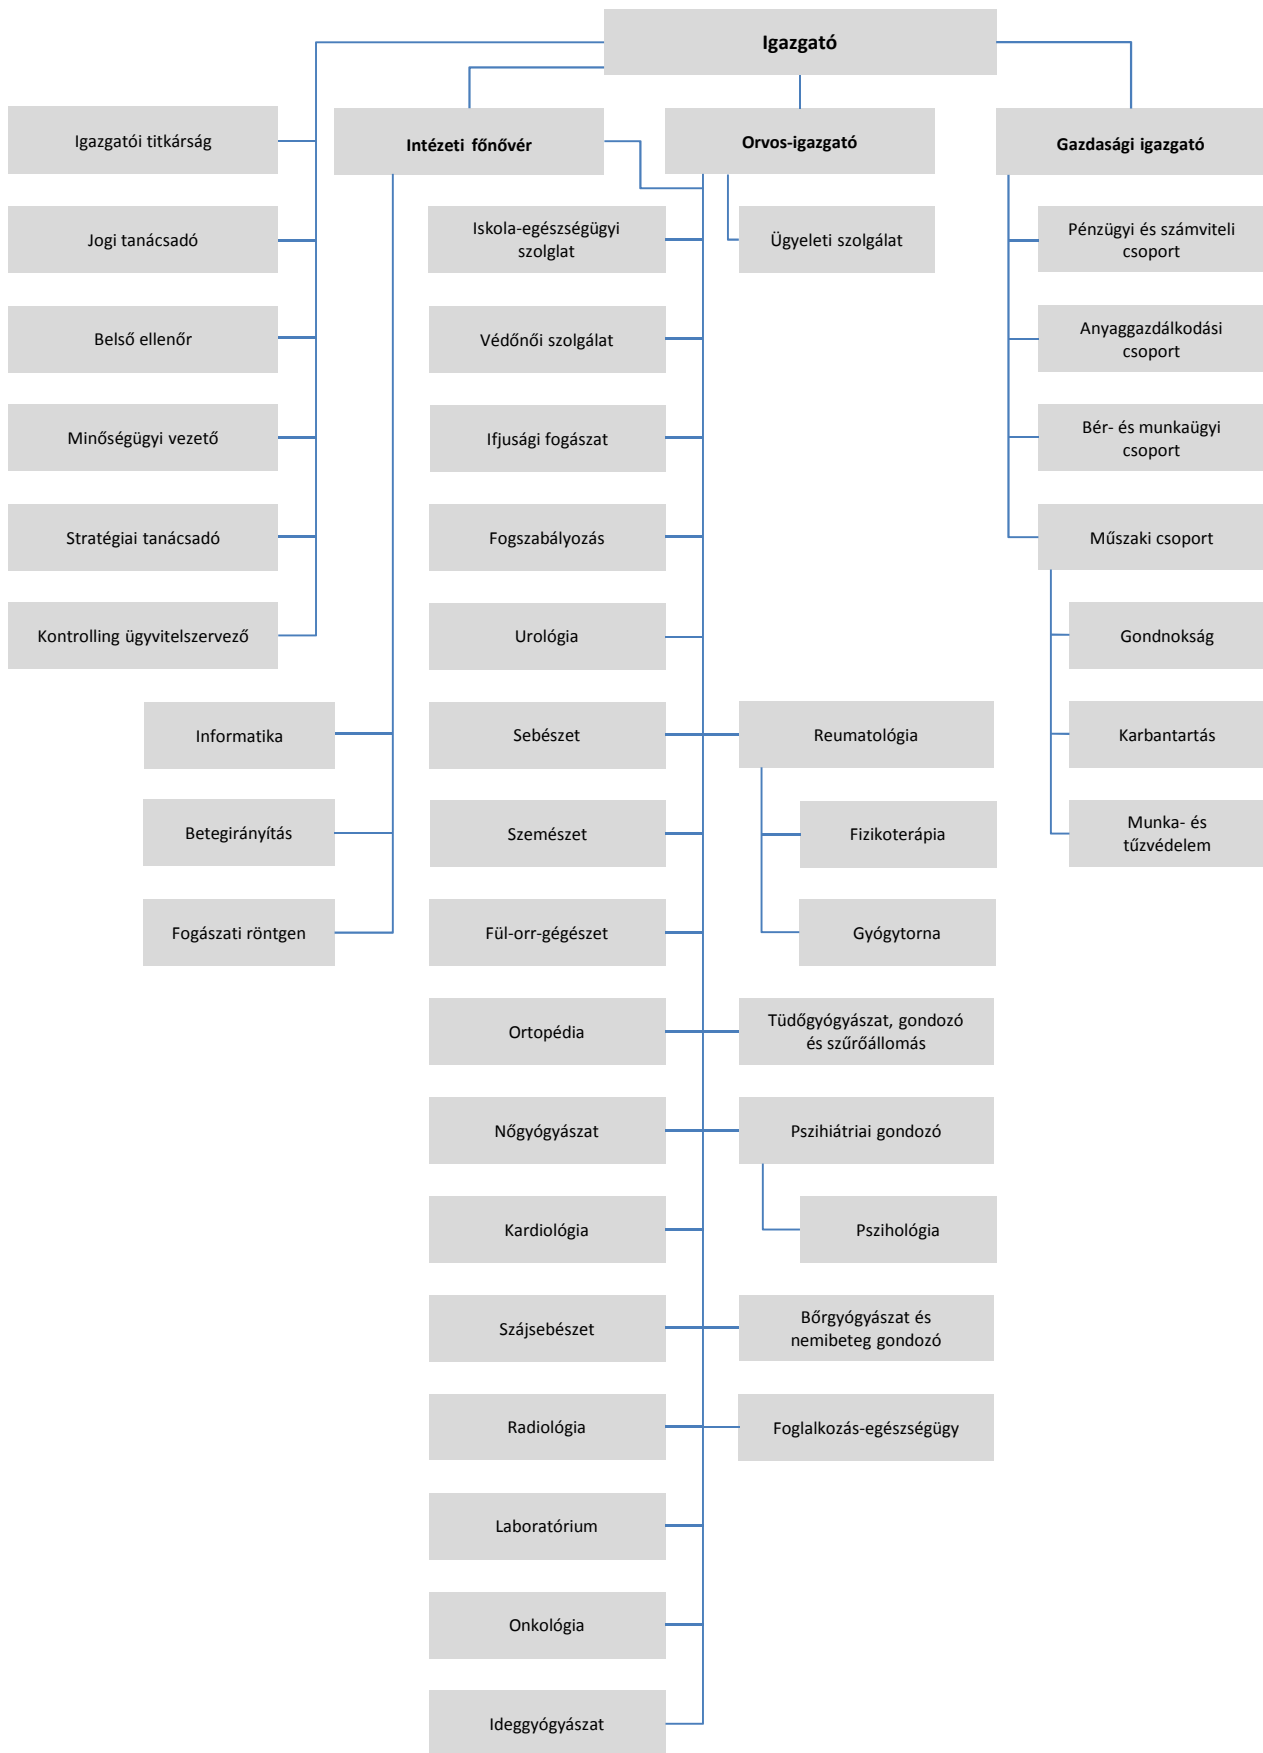 Igazgató
Igazgatói titkárság
Intézeti főnővér
Orvos-igazgató
Gazdasági igazgató
Jogi tanácsadó
Iskola-egészségügyi
szolglat
Ügyeleti szolgálat
Pénzügyi és számviteli
csoport
Belső ellenőr
Védőnői szolgálat
Anyaggazdálkodási
csoport
Minőségügyi vezető
Ifjusági fogászat
Bér- és munkaügyi
csoport
Stratégiai tanácsadó
Fogszabályozás
Műszaki csoport
Kontrolling ügyvitelszervező
Urológia
Gondnokság
Informatika
Sebészet
Reumatológia
Karbantartás
Betegirányítás
Szemészet
Fizikoterápia
Munka- és
tűzvédelem
Fogászati röntgen
Fül-orr-gégészet
Gyógytorna
Ortopédia
Tüdőgyógyászat, gondozó
és szűrőállomás
Nőgyógyászat
Pszihiátriai gondozó
Kardiológia
Pszihológia
Szájsebészet
Bőrgyógyászat és
nemibeteg gondozó
Radiológia
Foglalkozás-egészségügy
Laboratórium
Onkológia
Ideggyógyászat